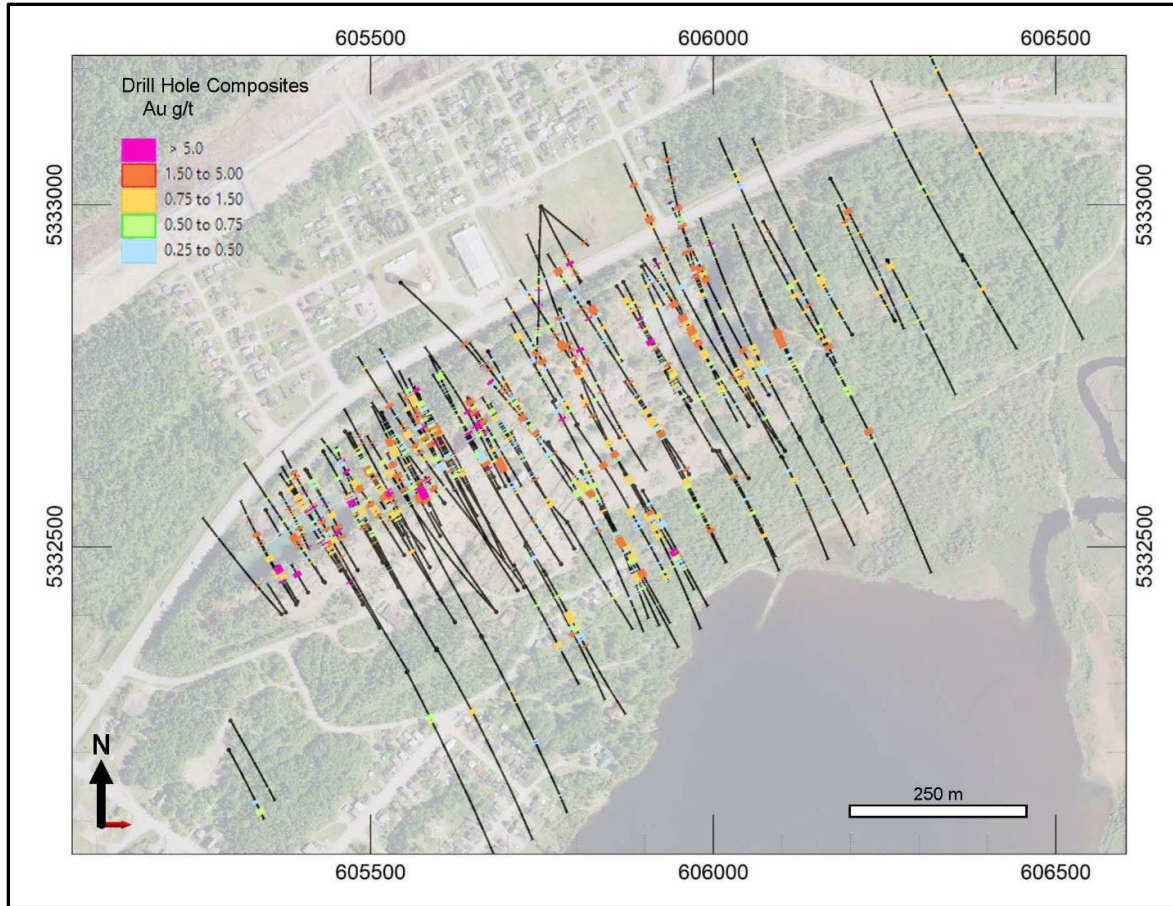 605500 606000 606500
Drill Hole Composites
Au g/t
> 5.0
1.50 to 5.00
0.75 to 1.50
0.50 to 0.75
0.25 to 0.50
5333000 5333000
5332500 5332500
N
250 m
605500 606000 606500